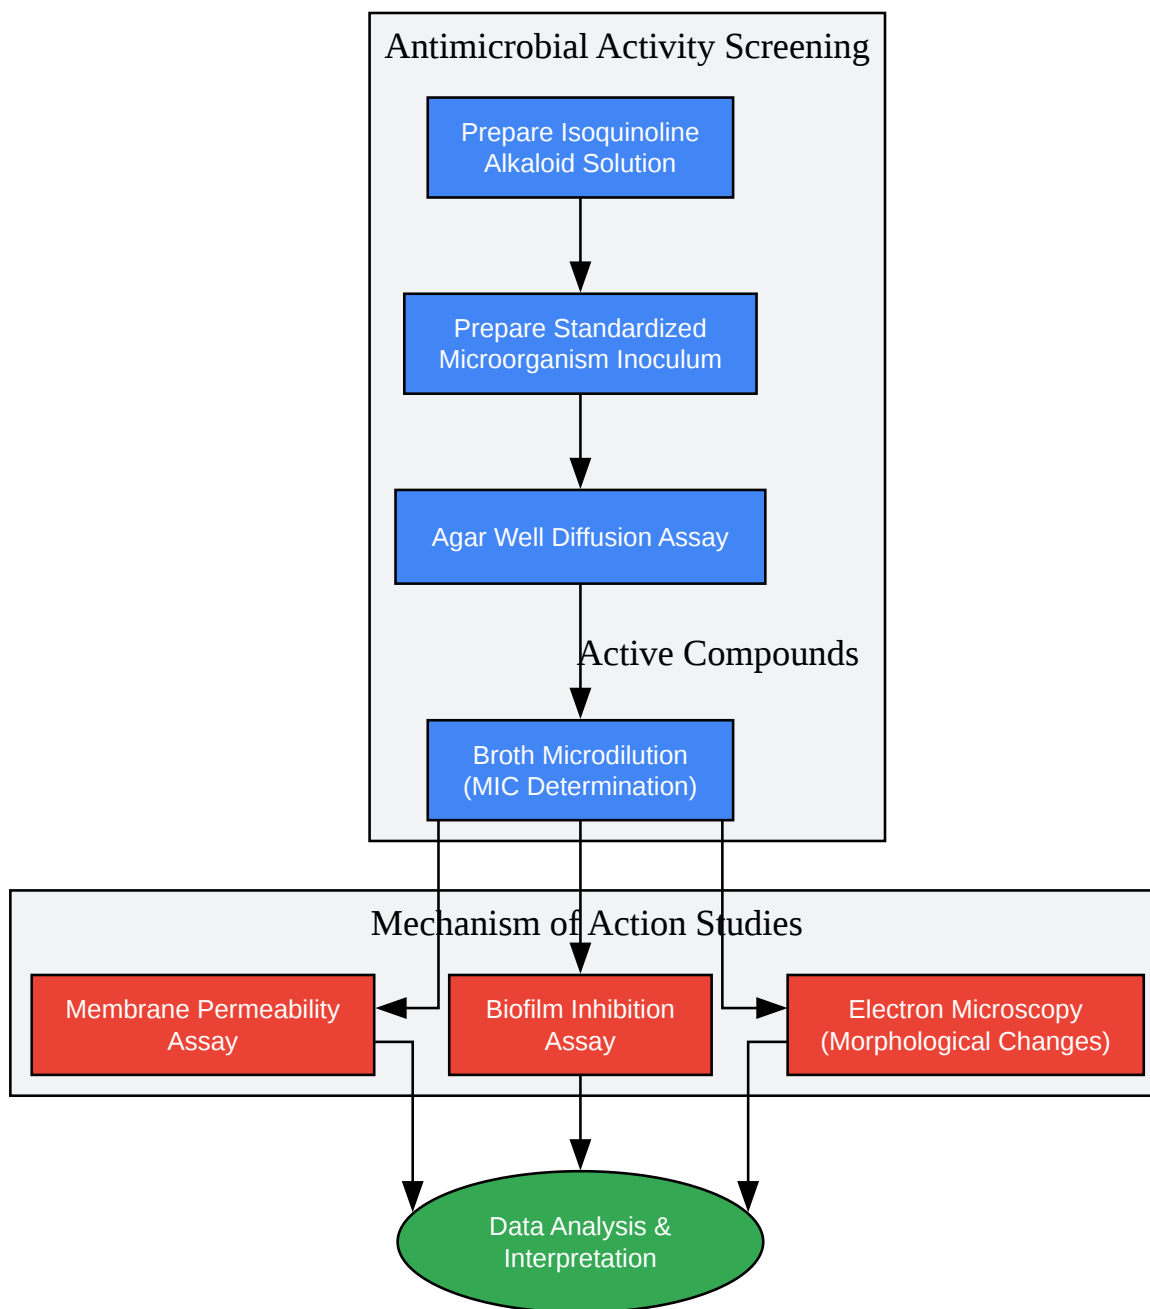 Antimicrobial Activity Screening
Prepare Isoquinoline
Alkaloid Solution
Prepare Standardized
Microorganism Inoculum
Agar Well Diffusion Assay
Active Compounds
Broth Microdilution
(MIC Determination)
Mechanism of Action Studies
Membrane Permeability
Assay
Biofilm Inhibition
Assay
Electron Microscopy
(Morphological Changes)
Data Analysis &
Interpretation